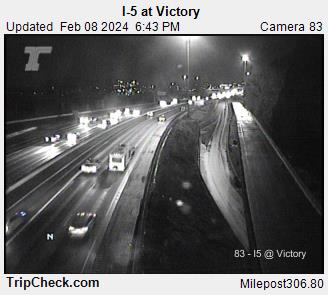 I-5 at Victory
Updated Feb 08 2024 6:43 PM Camera 83
T
N
83 - I5 @ Victory
TripCheck.com Milepost306.80